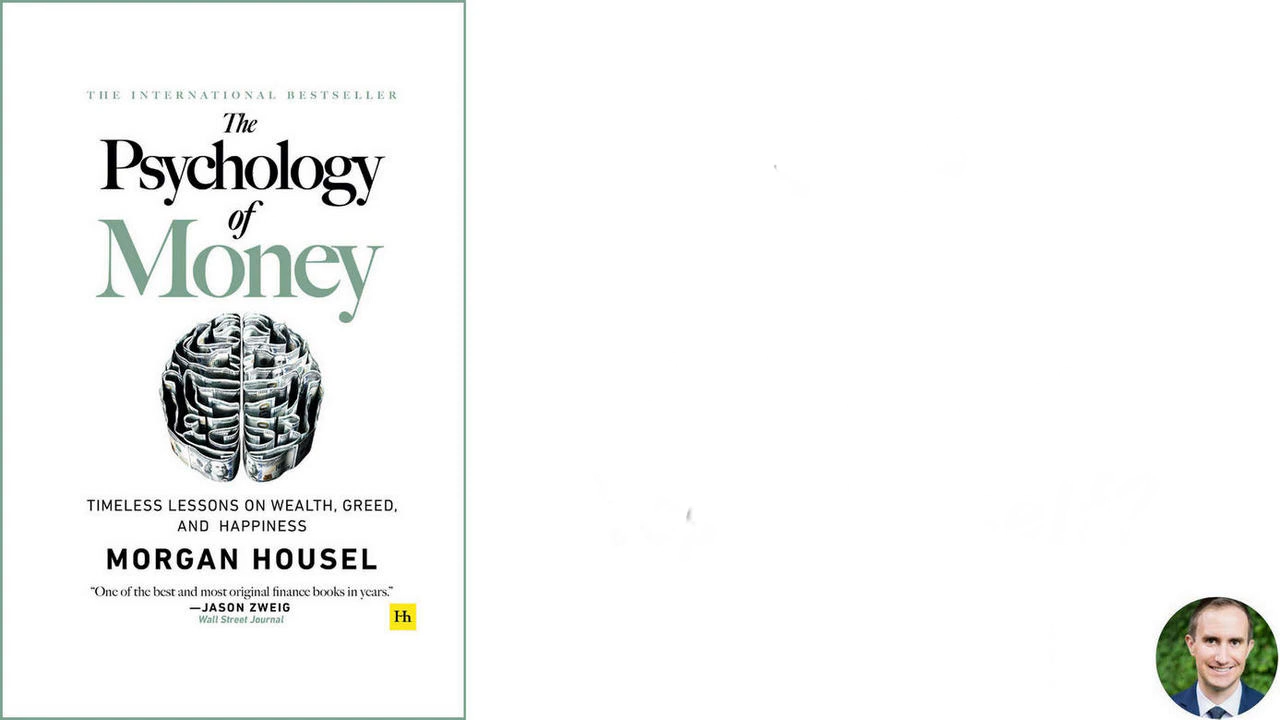 THE INTERNATIONAL BESTSELLER
The
Psychology
of
Money
TIMELESS LESSONS ON WEALTH, GREED,
AND HAPPINESS
MORGAN HOUSEL
“One of the best and most original finance books in years.”
—JASON ZWEIG
Wall Street Journal
Hh